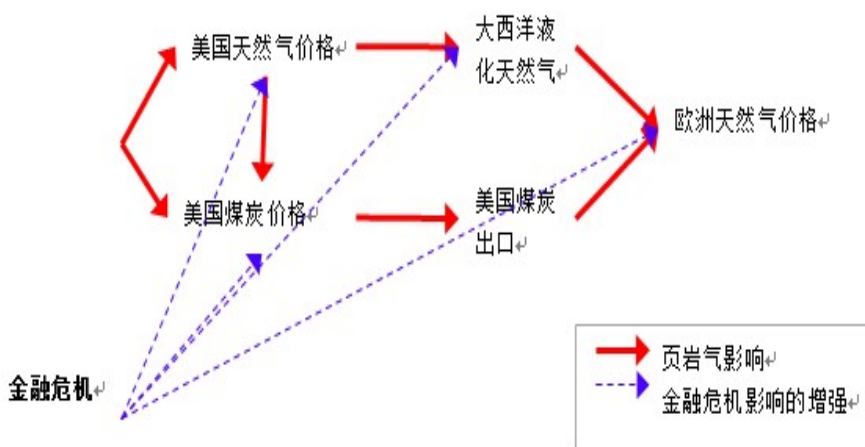 美国天然气价格↵
大西洋液
化天然气↵
欧洲天然气价格↵
美国煤炭价格↵
美国煤炭
出口↵
金融危机↵
页岩气影响↵
金融危机影响的增强↵